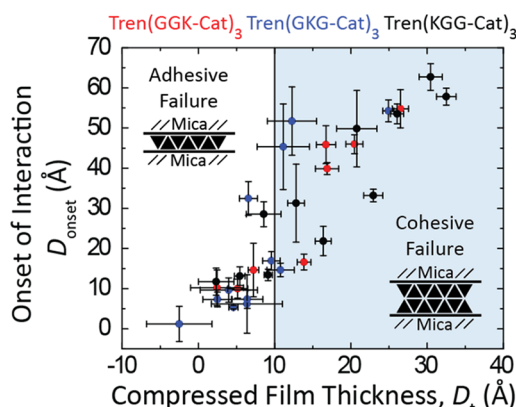 Tren(GGK-Cat)3 Tren(GKG-Cat)3 Tren(KGG-Cat)3
Adhesive
Failure
Mica
Mica
Cohesive
Failure
Mica
Mica
Onset of Interaction
Donset (Å)
70
60
50
40
30
20
10
0
-10 0 10 20 30 40
Compressed Film Thickness, D (Å)